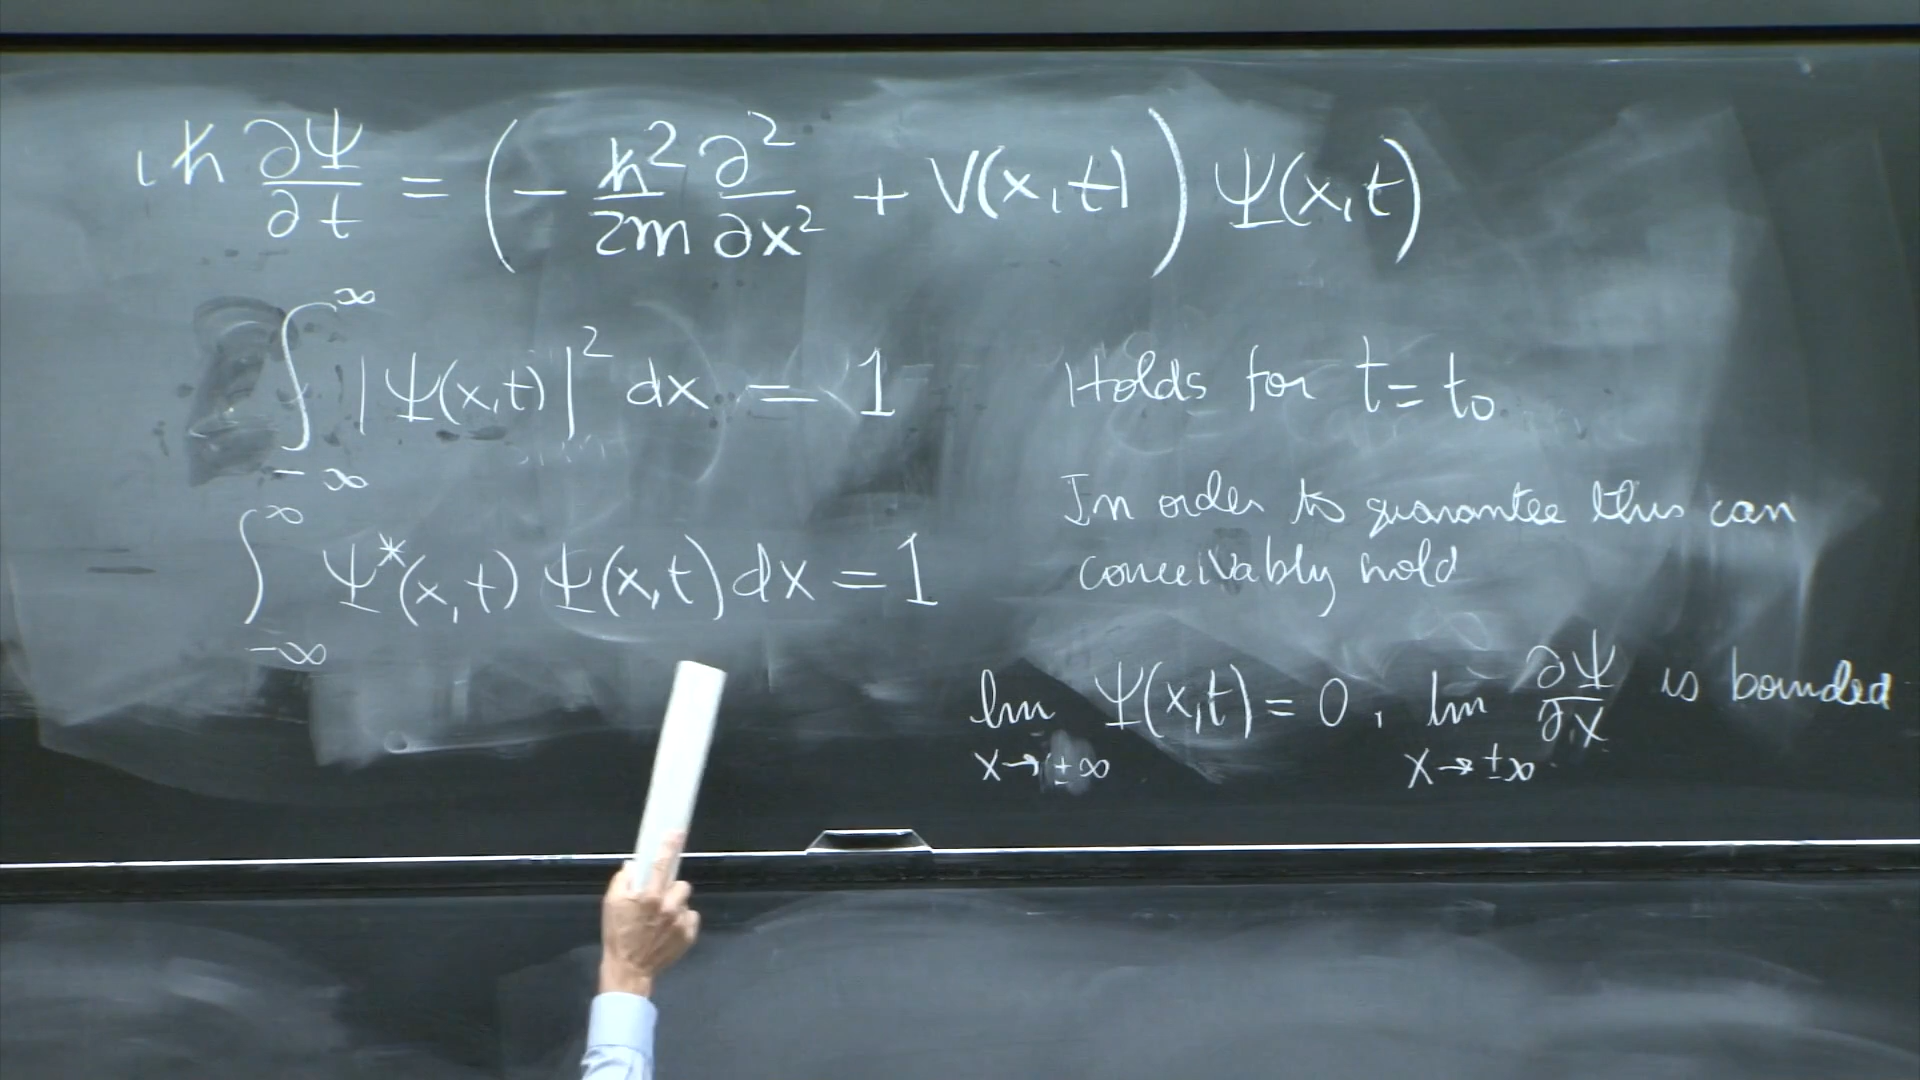 iħ ∂Ψ/∂t = (− ħ²/2m ∂²/∂x² + V(x,t)) Ψ(x,t)
∫_{-∞}^{∞} |Ψ(x,t)|² dx = 1
Holds for t = t₀
∫_{-∞}^{∞} Ψ*(x,t) Ψ(x,t) dx = 1
In order to guarantee this can
conceivably hold
lim_{x→±∞} Ψ(x,t) = 0, lim_{x→±∞} ∂Ψ/∂x is bounded